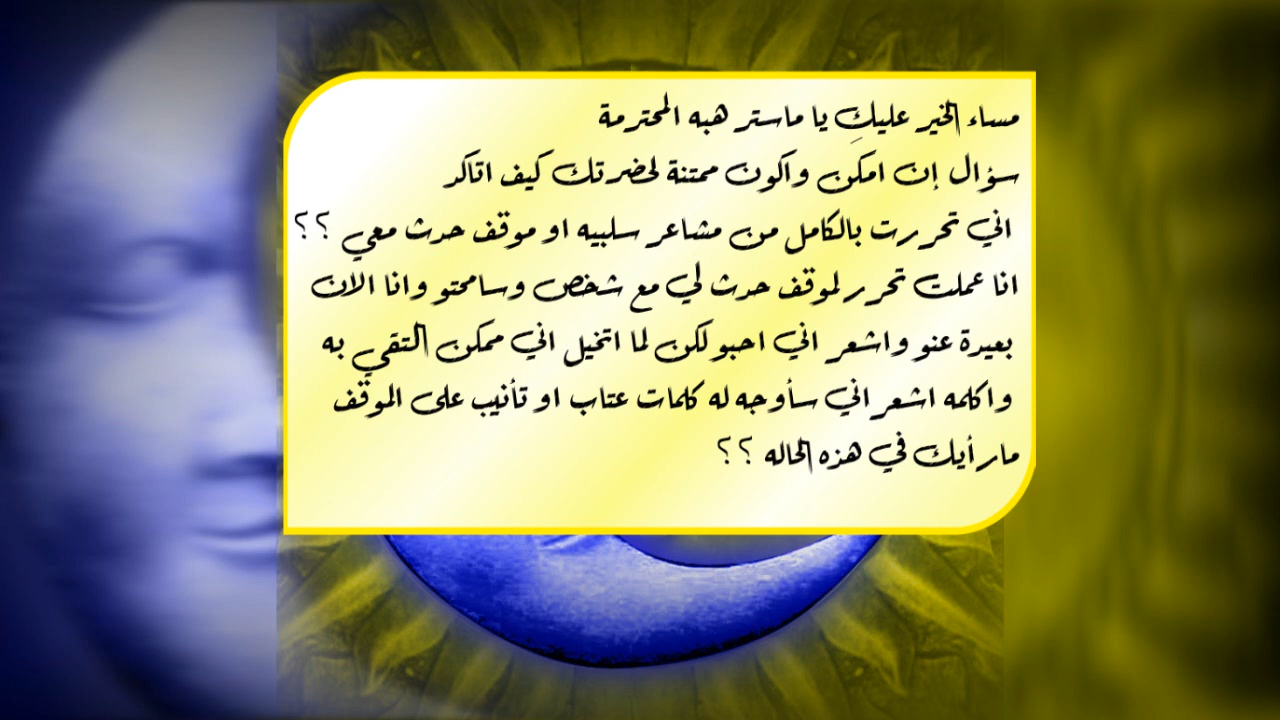 مساء الخير عليكِ يا ماستر هبه المحترمة
سؤال إن امكن واكون ممتنة لحضرتك كيف اتاكد
اني تحررت بالكامل من مشاعر سلبيه او موقف حدث معي ؟؟
انا عملت تحرر لموقف حدث لي مع شخص وسامحتو وانا الان
بعيدة عنو واشعر اني احبو لكن لما اتخيل اني ممكن التقي به
واكلمه اشعر اني سأوجه له كلمات عتاب او تأنيب على الموقف
مارأيك في هذه الحاله ؟؟